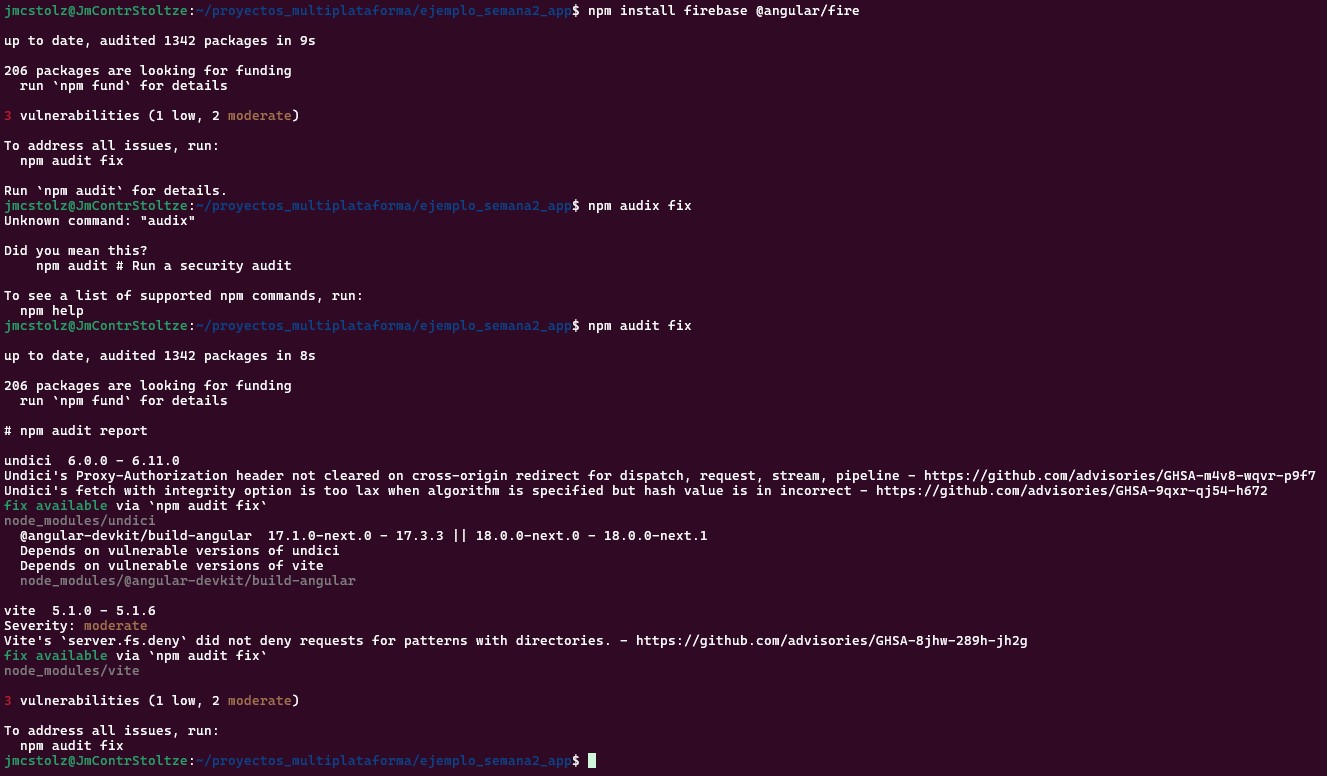 jmcstolz@JmContrStoltze:~/proyectos_multiplataforma/ejemplo_semana2_app$ npm install firebase @angular/fire
up to date, audited 1342 packages in 9s
206 packages are looking for funding
  run `npm fund` for details
3 vulnerabilities (1 low, 2 moderate)
To address all issues, run:
  npm audit fix
Run `npm audit` for details.
jmcstolz@JmContrStoltze:~/proyectos_multiplataforma/ejemplo_semana2_app$ npm audix fix
Unknown command: "audix"
Did you mean this?
    npm audit # Run a security audit
To see a list of supported npm commands, run:
  npm help
jmcstolz@JmContrStoltze:~/proyectos_multiplataforma/ejemplo_semana2_app$ npm audit fix
up to date, audited 1342 packages in 8s
206 packages are looking for funding
  run `npm fund` for details
# npm audit report
undici  6.0.0 - 6.11.0
Undici's Proxy-Authorization header not cleared on cross-origin redirect for dispatch, request, stream, pipeline - https://github.com/advisories/GHSA-m4v8-wqvr-p9f7
Undici's fetch with integrity option is too lax when algorithm is specified but hash value is in incorrect - https://github.com/advisories/GHSA-9qxr-qj54-h672
fix available via `npm audit fix`
node_modules/undici
  @angular-devkit/build-angular  17.1.0-next.0 - 17.3.3 || 18.0.0-next.0 - 18.0.0-next.1
  Depends on vulnerable versions of undici
  Depends on vulnerable versions of vite
  node_modules/@angular-devkit/build-angular
vite  5.1.0 - 5.1.6
Severity: moderate
Vite's `server.fs.deny` did not deny requests for patterns with directories. - https://github.com/advisories/GHSA-8jhw-289h-jh2g
fix available via `npm audit fix`
node_modules/vite
3 vulnerabilities (1 low, 2 moderate)
To address all issues, run:
  npm audit fix
jmcstolz@JmContrStoltze:~/proyectos_multiplataforma/ejemplo_semana2_app$